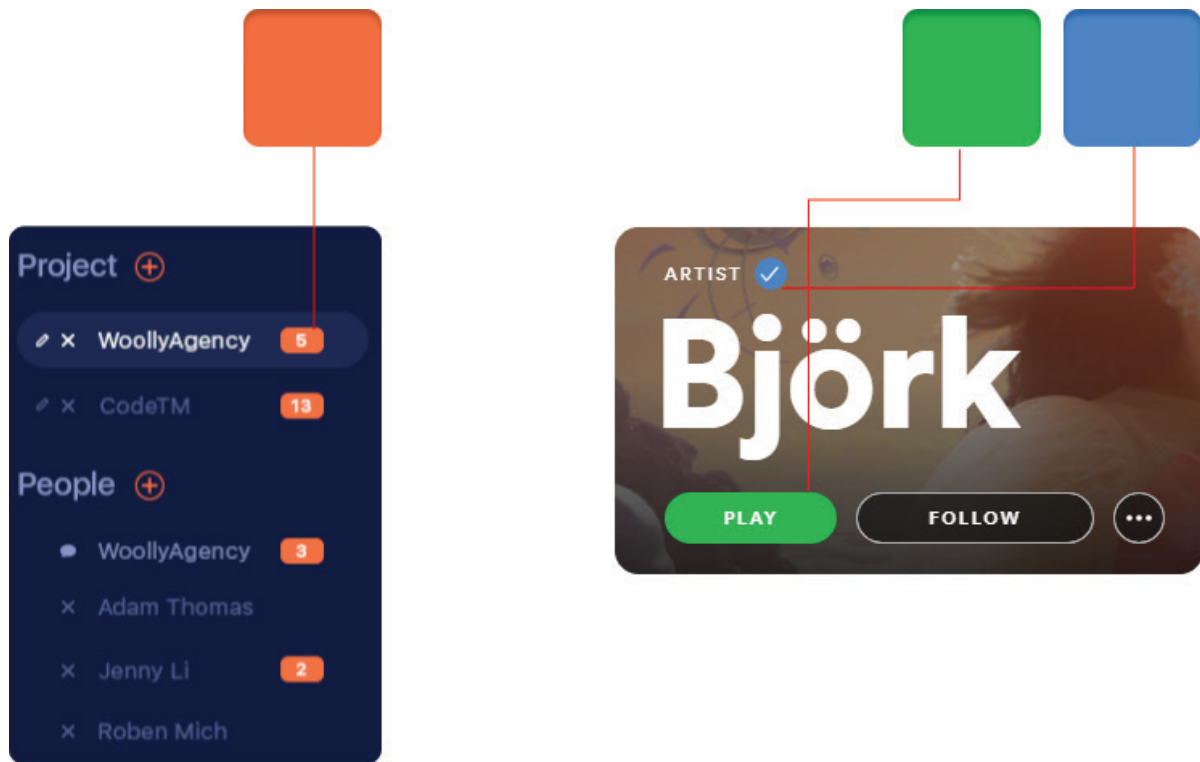 Project
WoollyAgency 5
CodeTM 13
People
WoollyAgency 3
Adam Thomas
Jenny Li 2
Roben Mich
ARTIST
Björk
PLAY FOLLOW